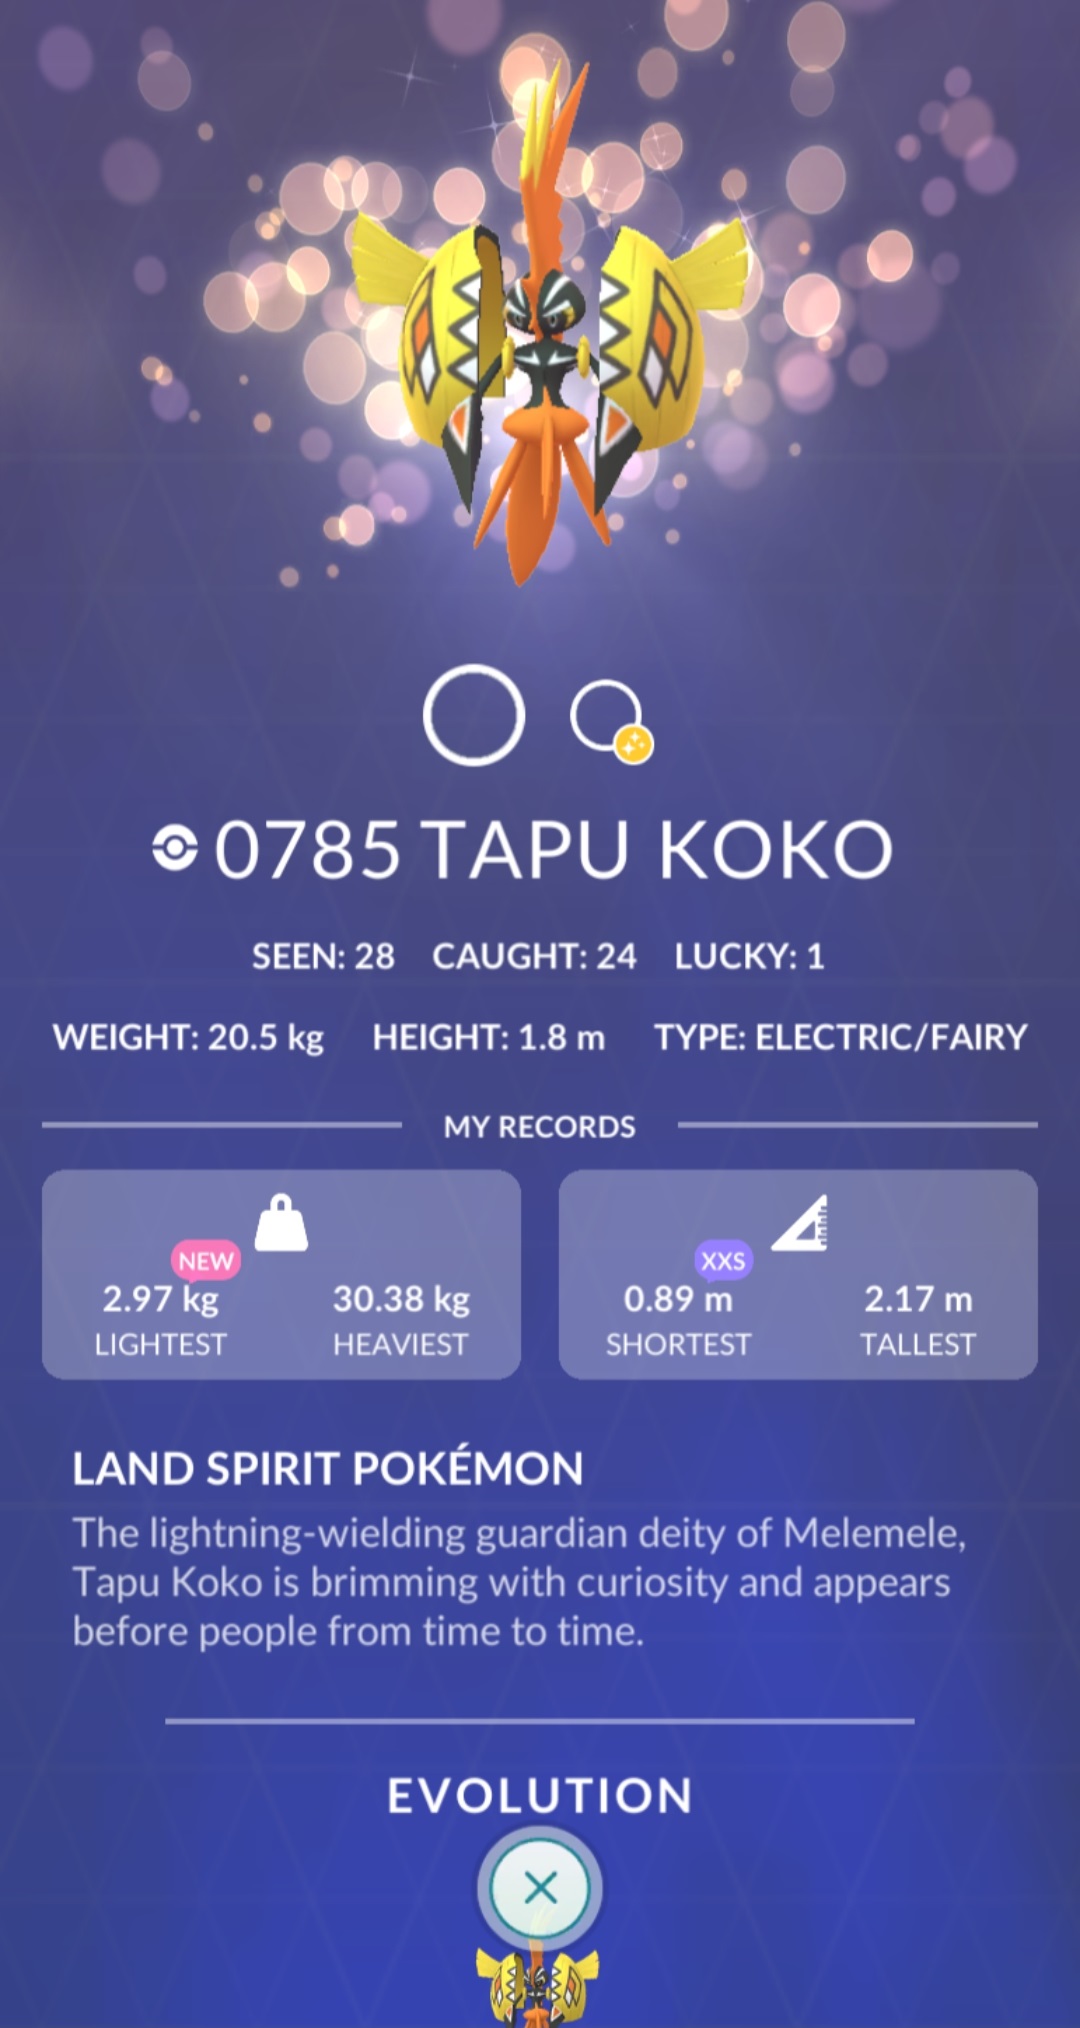 0785 TAPU KOKO
SEEN: 28 CAUGHT: 24 LUCKY: 1
WEIGHT: 20.5 kg HEIGHT: 1.8 m TYPE: ELECTRIC/FAIRY
MY RECORDS
NEW XXS
2.97 kg 30.38 kg 0.89 m 2.17 m
LIGHTEST HEAVIEST SHORTEST TALLEST
LAND SPIRIT POKÉMON
The lightning-wielding guardian deity of Melemele,
Tapu Koko is brimming with curiosity and appears
before people from time to time.
EVOLUTION